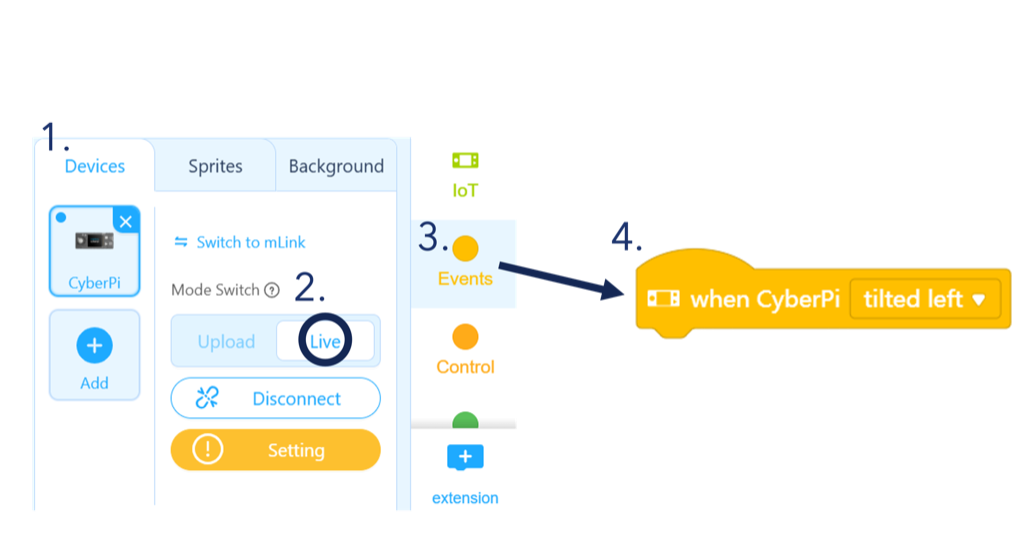 1.
Devices
Sprites
Background
CyberPi
Add
Switch to mLink
Mode Switch ?
2.
Upload
Live
Disconnect
! Setting
IoT
3.
Events
Control
extension
4.
when CyberPi tilted left